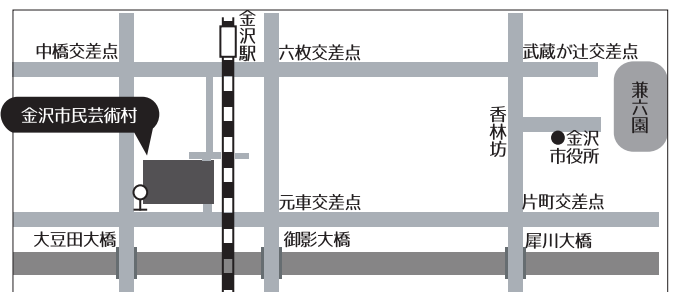 金沢駅
中橋交差点
六枚交差点
武蔵が辻交差点
兼六園
金沢市民芸術村
香林坊
金沢
市役所
元車交差点
片町交差点
大豆田大橋
御影大橋
犀川大橋